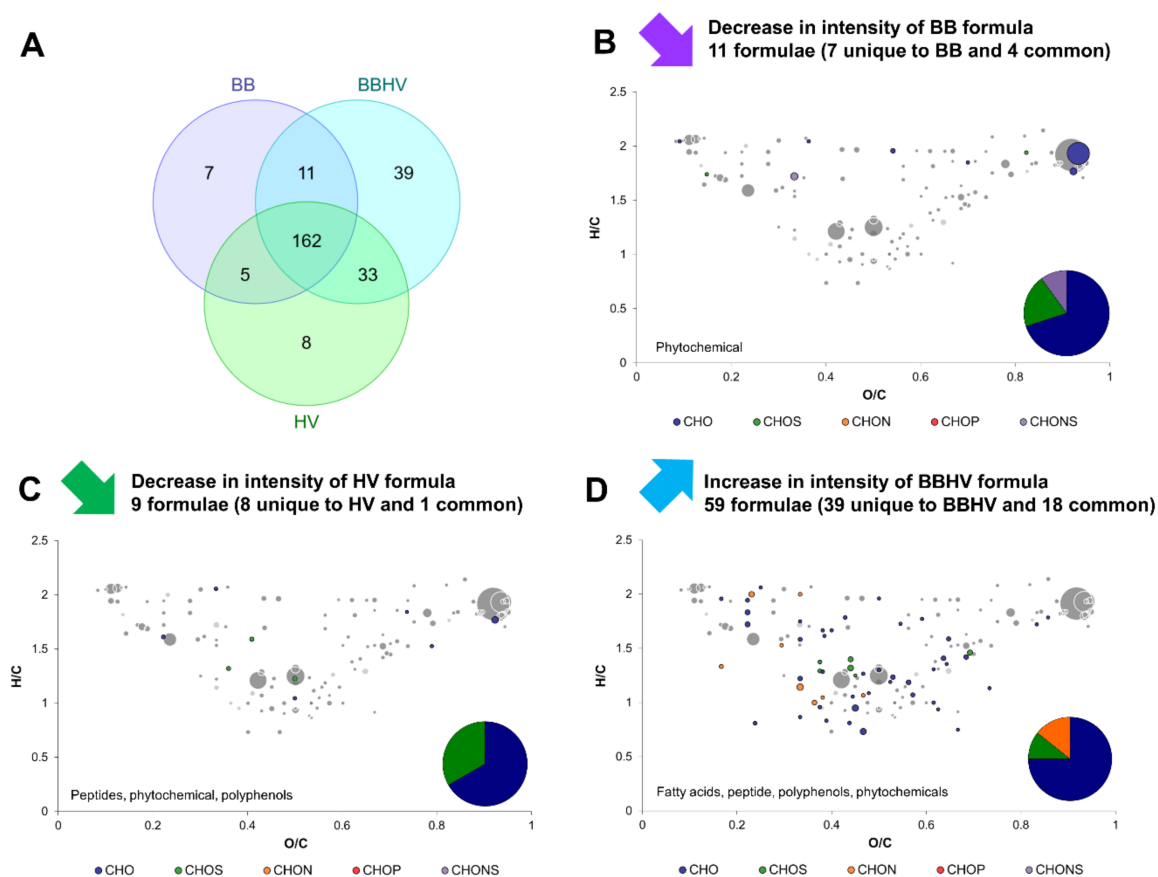 A
BB
BBHV
7
11
39
162
5
33
8
HV
B
Decrease in intensity of BB formula
11 formulae (7 unique to BB and 4 common)
2.5
2
1.5
1
0.5
0
H/C
Phytochemical
0 0.2 0.4 0.6 0.8 1
O/C
CHO CHOS CHON CHOP CHONS
C
Decrease in intensity of HV formula
9 formulae (8 unique to HV and 1 common)
2.5
2
1.5
1
0.5
0
H/C
Peptides, phytochemical, polyphenols
0 0.2 0.4 0.6 0.8 1
O/C
CHO CHOS CHON CHOP CHONS
D
Increase in intensity of BBHV formula
59 formulae (39 unique to BBHV and 18 common)
2.5
2
1.5
1
0.5
0
H/C
Fatty acids, peptide, polyphenols, phytochemicals
0 0.2 0.4 0.6 0.8 1
O/C
CHO CHOS CHON CHOP CHONS